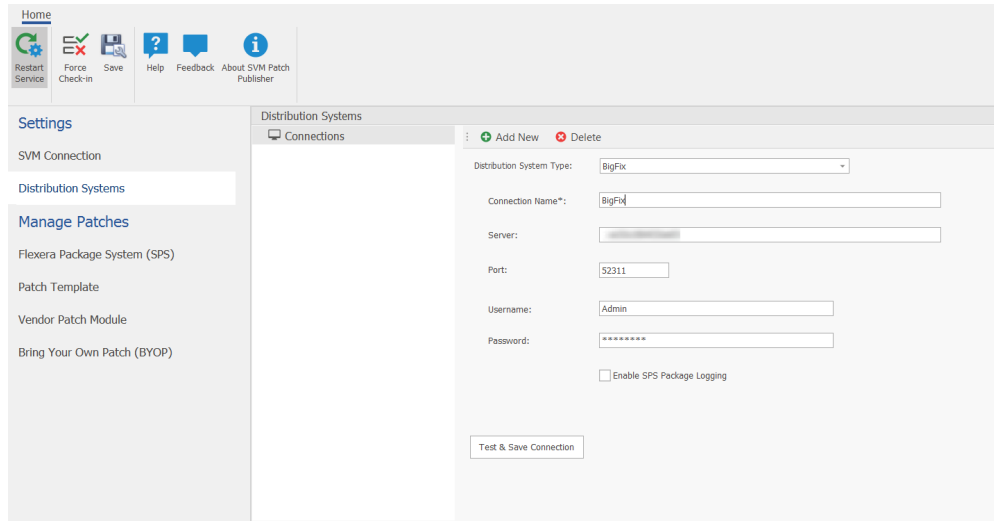 Home
Restart Service
Force Check-in
Save
Help
Feedback
About SVM Patch Publisher
Settings
SVM Connection
Distribution Systems
Manage Patches
Flexera Package System (SPS)
Patch Template
Vendor Patch Module
Bring Your Own Patch (BYOP)
Distribution Systems
Connections
Add New
Delete
Distribution System Type: BigFix
Connection Name*: BigFix
Server:
Port: 52311
Username: Admin
Password: ********
Enable SPS Package Logging
Test & Save Connection